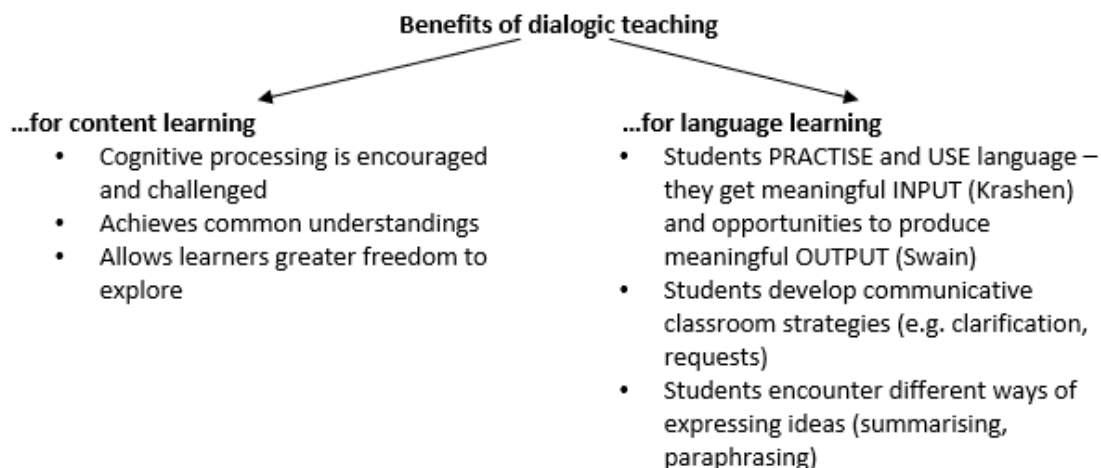 Benefits of dialogic teaching
...for content learning
• Cognitive processing is encouraged
and challenged
• Achieves common understandings
• Allows learners greater freedom to
explore
...for language learning
• Students PRACTISE and USE language –
they get meaningful INPUT (Krashen)
and opportunities to produce
meaningful OUTPUT (Swain)
• Students develop communicative
classroom strategies (e.g. clarification,
requests)
• Students encounter different ways of
expressing ideas (summarising,
paraphrasing)